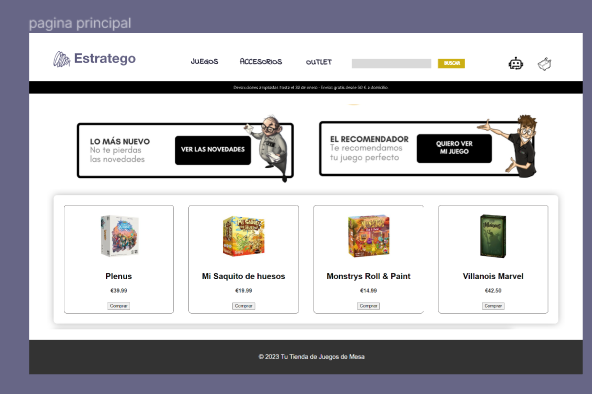 pagina principal
Estratego
JUEGOS ACCESORIOS OUTLET BUSCAR
Devoluciones ampliadas hasta el 30 de enero - Envio gratis desde 50 € a domicilio
LO MÁS NUEVO
No te pierdas
las novedades
VER LAS NOVEDADES
EL RECOMENDADOR
Te recomendamos
tu juego perfecto
QUIERO VER
MI JUEGO
Plenus
€39.99
Comprar
Mi Saquito de huesos
€19.99
Comprar
Monstrys Roll & Paint
€14.99
Comprar
Villanois Marvel
€42.50
Comprar
© 2023 Tu Tienda de Juegos de Mesa